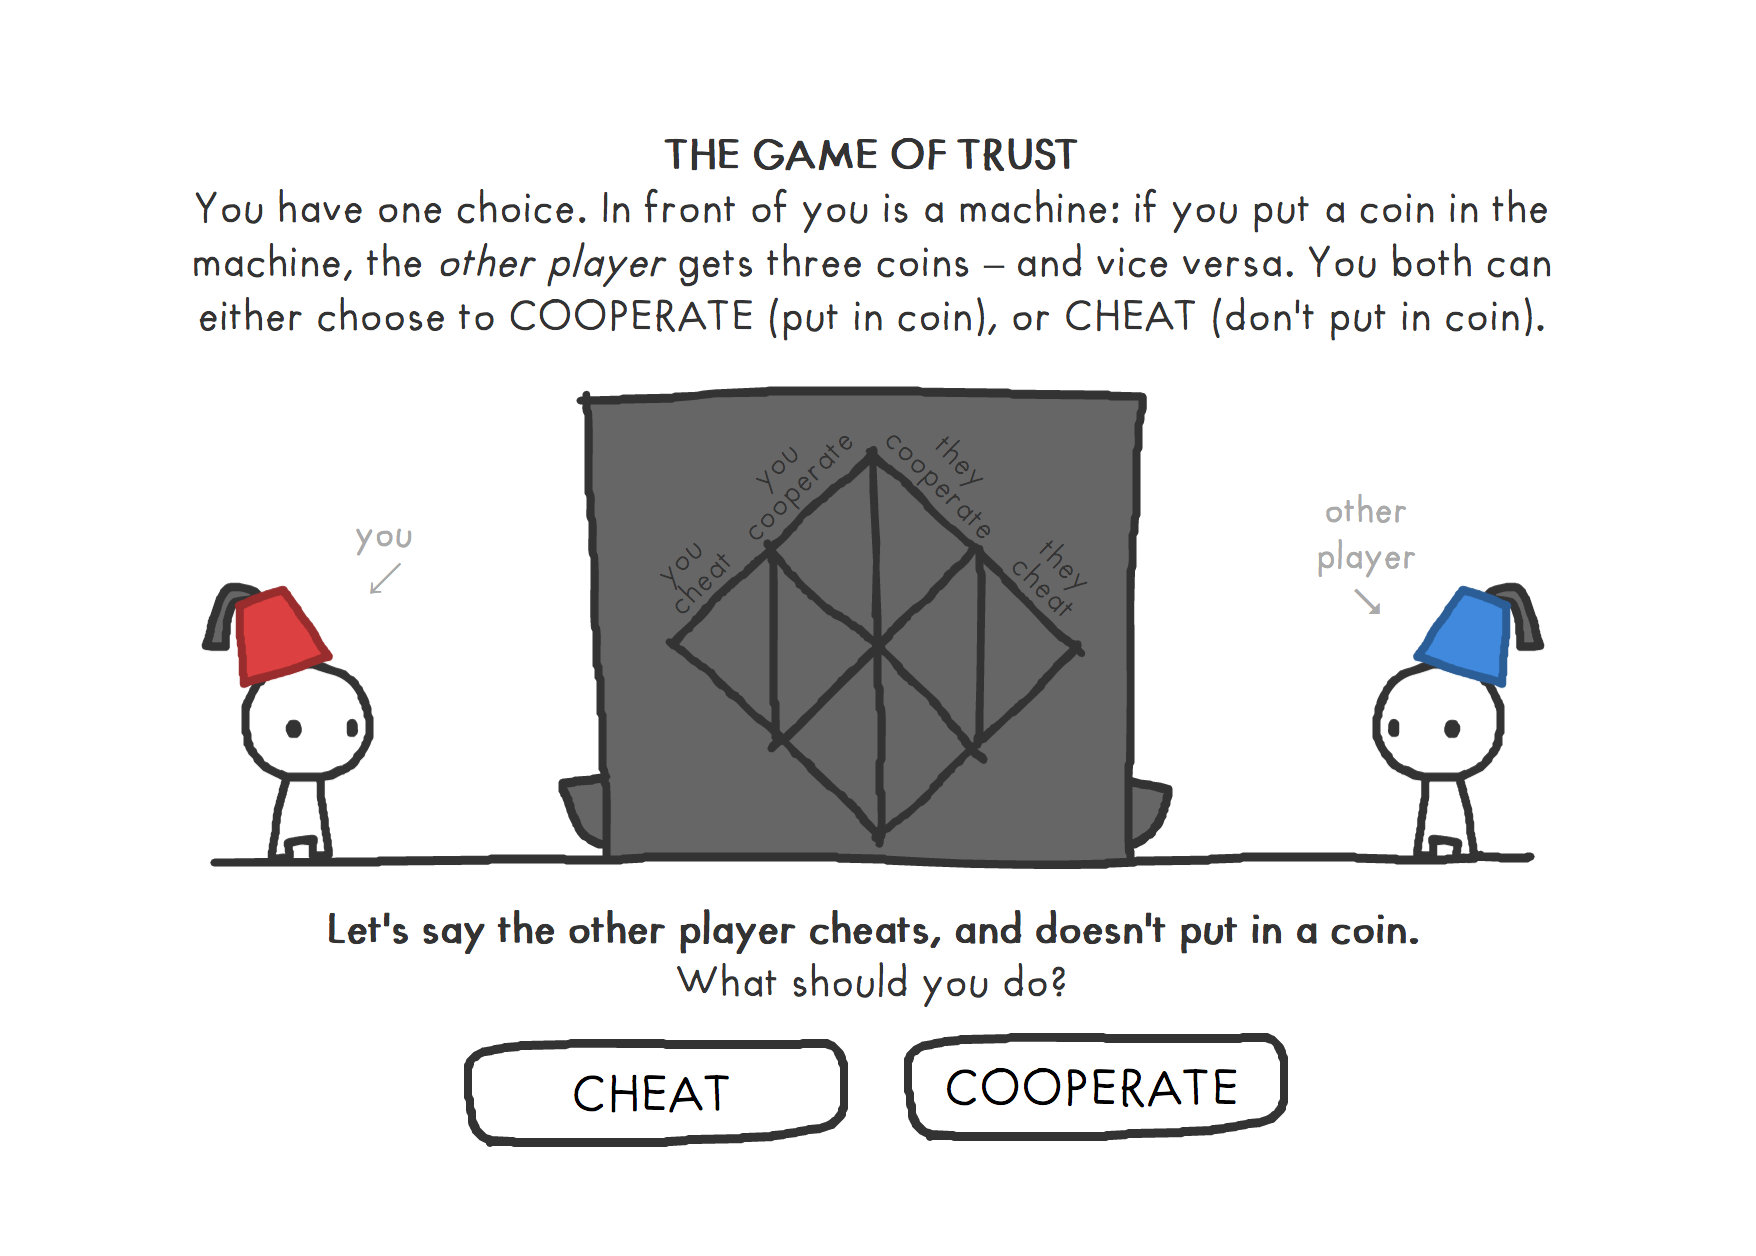 THE GAME OF TRUST
You have one choice. In front of you is a machine: if you put a coin in the
machine, the other player gets three coins – and vice versa. You both can
either choose to COOPERATE (put in coin), or CHEAT (don't put in coin).
you
cooperate
they
cooperate
you
cheat
they
cheat
you
other
player
Let's say the other player cheats, and doesn't put in a coin.
What should you do?
CHEAT
COOPERATE